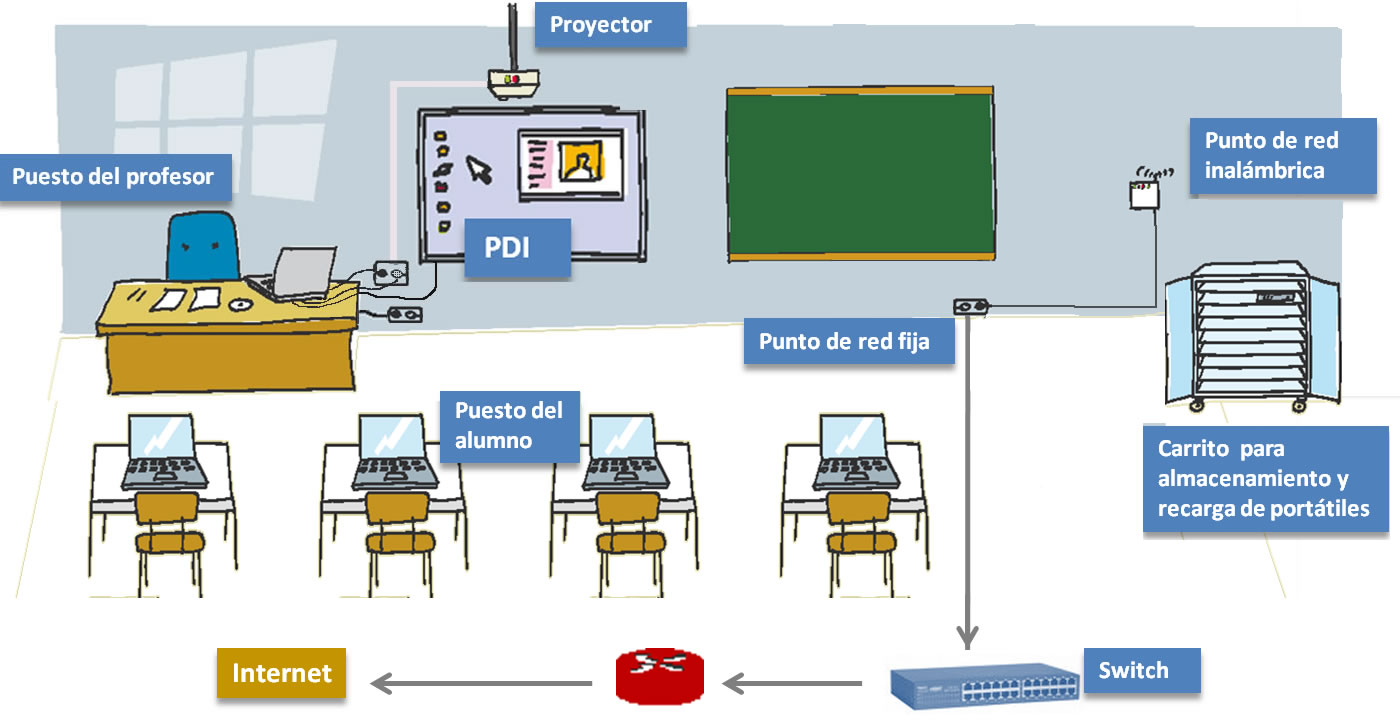 Proyector
Punto de red
inalámbrica
Puesto del profesor
PDI
Punto de red fija
Puesto del
alumno
Carrito para
almacenamiento y
recarga de portátiles
Internet
Switch